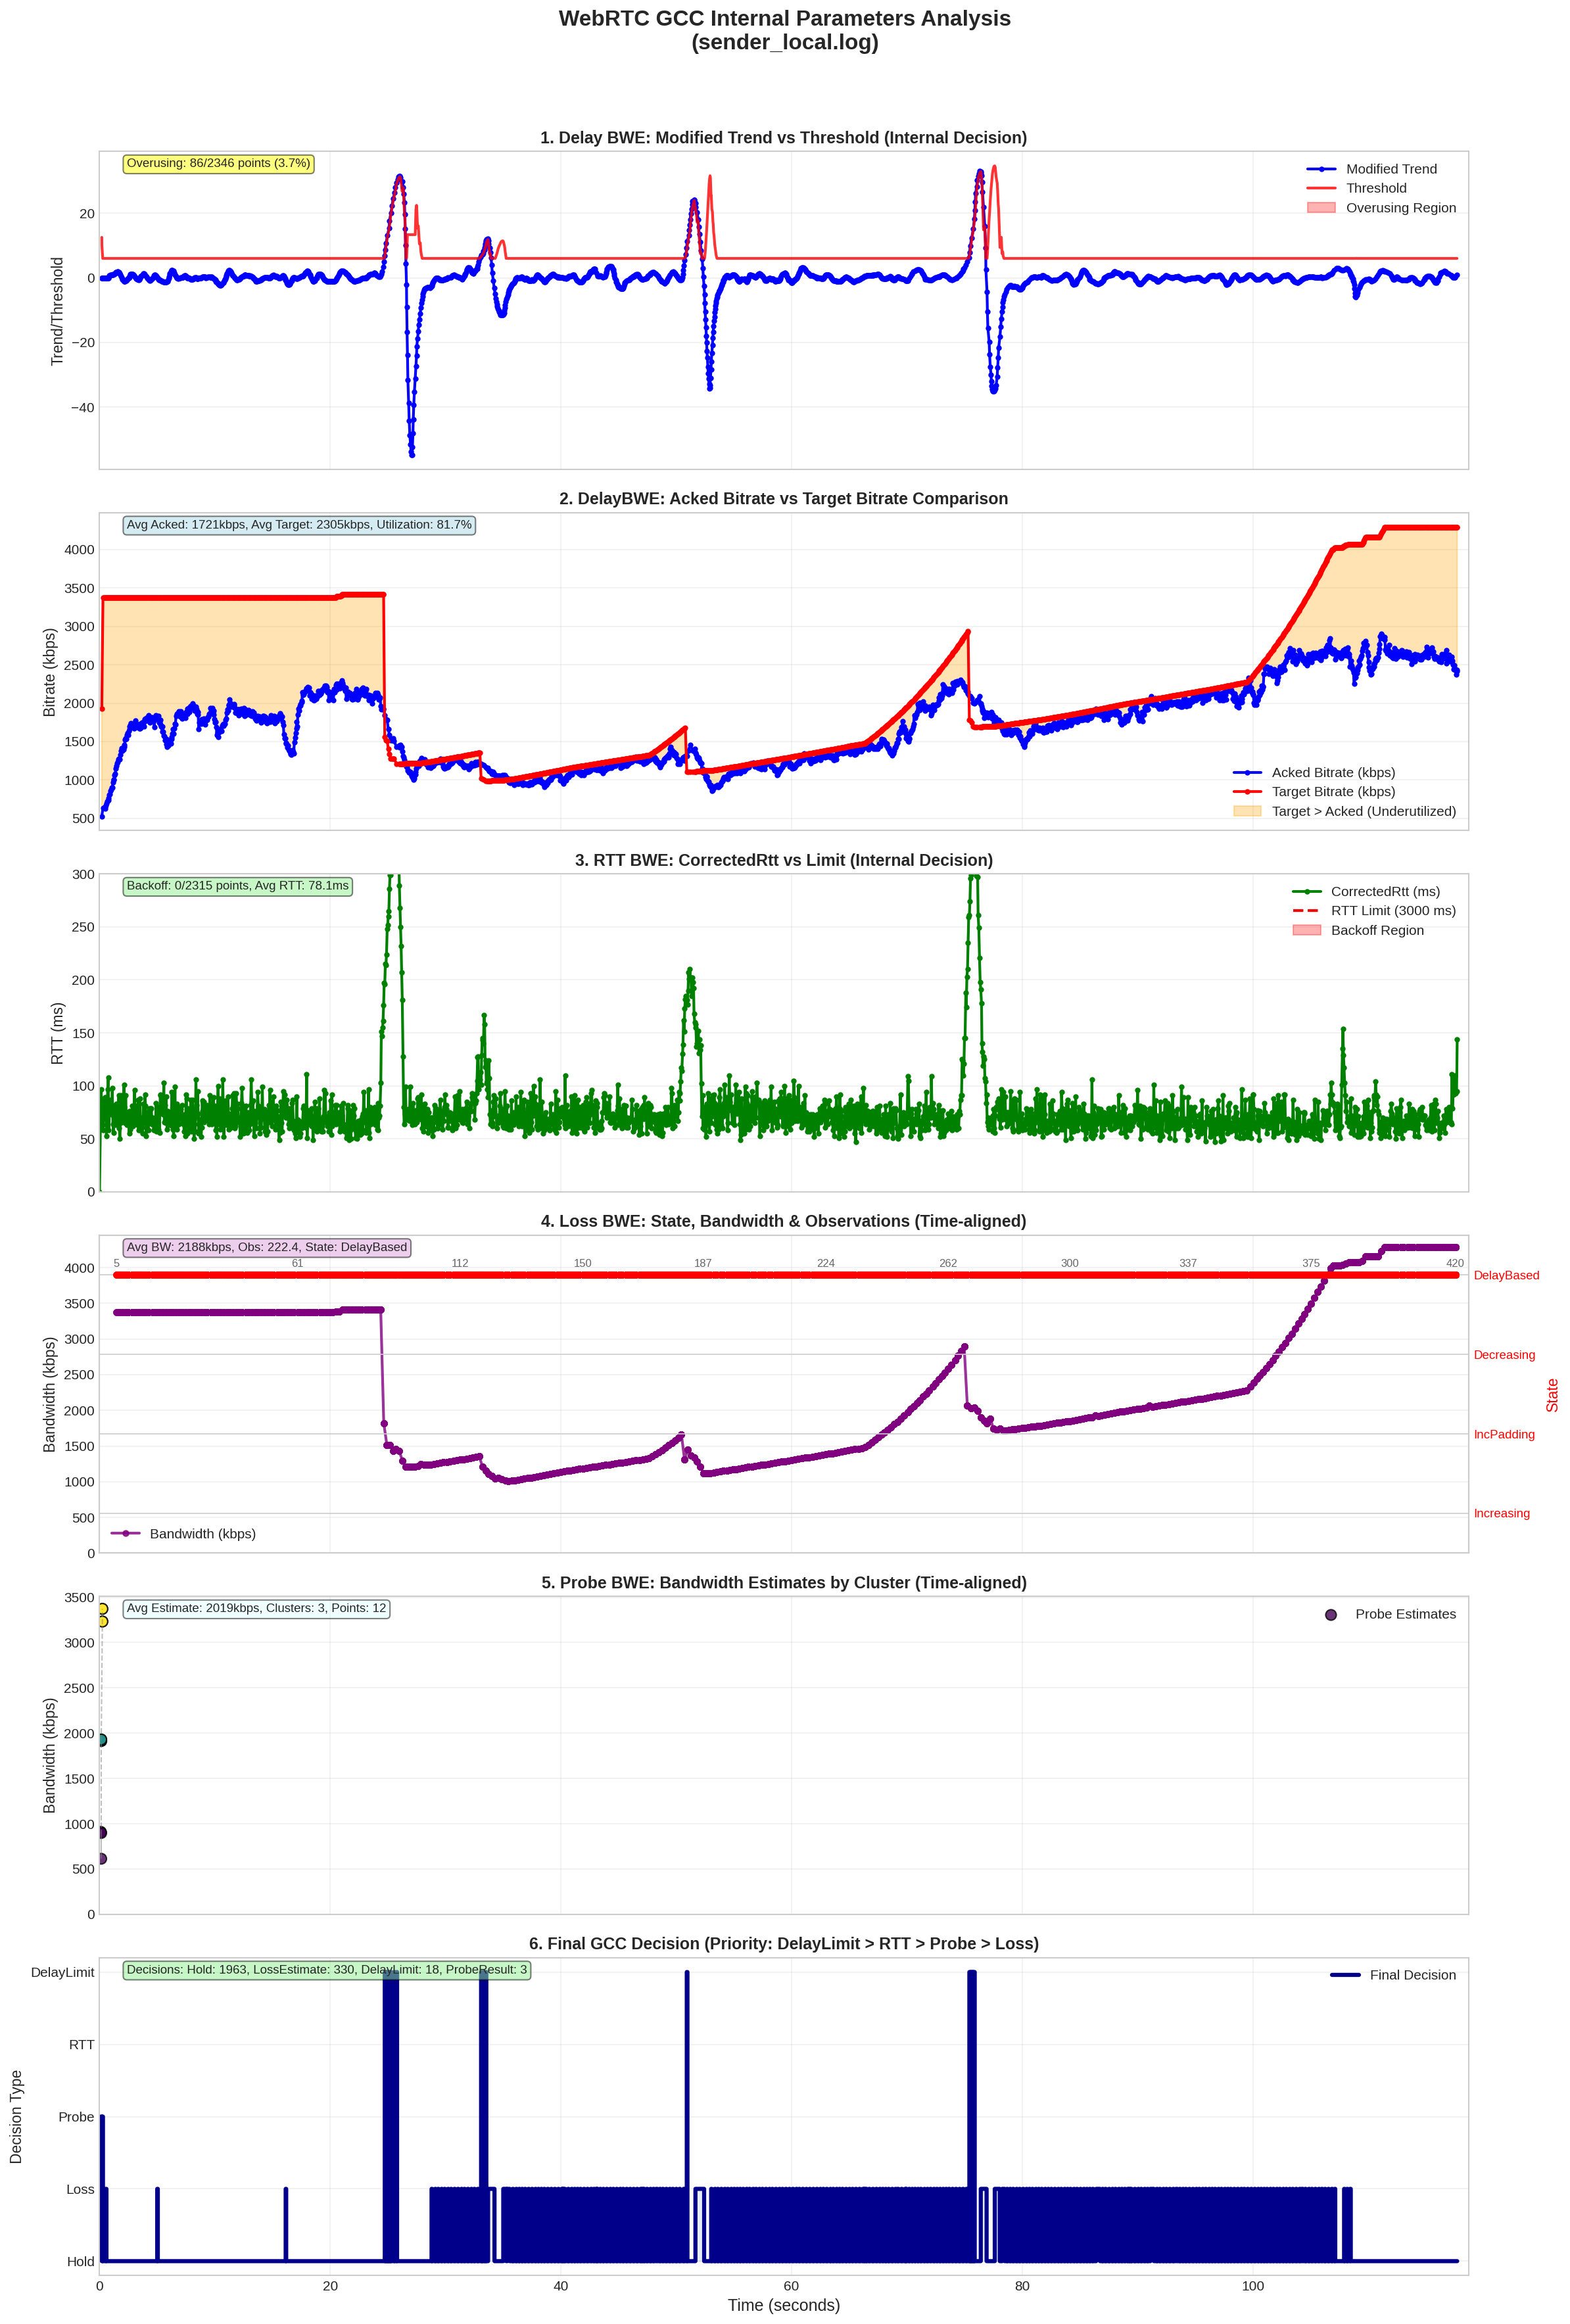 WebRTC GCC Internal Parameters Analysis
(sender_local.log)
1. Delay BWE: Modified Trend vs Threshold (Internal Decision)
Overusing: 86/2346 points (3.7%)
Modified Trend
Threshold
Overusing Region
Trend/Threshold
20
0
−20
−40
2. DelayBWE: Acked Bitrate vs Target Bitrate Comparison
Avg Acked: 1721kbps, Avg Target: 2305kbps, Utilization: 81.7%
Bitrate (kbps)
4000
3500
3000
2500
2000
1500
1000
500
Acked Bitrate (kbps)
Target Bitrate (kbps)
Target > Acked (Underutilized)
3. RTT BWE: CorrectedRtt vs Limit (Internal Decision)
Backoff: 0/2315 points, Avg RTT: 78.1ms
CorrectedRtt (ms)
RTT Limit (3000 ms)
Backoff Region
RTT (ms)
300
250
200
150
100
50
0
4. Loss BWE: State, Bandwidth & Observations (Time-aligned)
Avg BW: 2188kbps, Obs: 222.4, State: DelayBased
5 61 112 150 187 224 262 300 337 375 420
Bandwidth (kbps)
4000
3500
3000
2500
2000
1500
1000
500
0
DelayBased
Decreasing
IncPadding
Increasing
State
Bandwidth (kbps)
5. Probe BWE: Bandwidth Estimates by Cluster (Time-aligned)
Avg Estimate: 2019kbps, Clusters: 3, Points: 12
Probe Estimates
Bandwidth (kbps)
3500
3000
2500
2000
1500
1000
500
0
6. Final GCC Decision (Priority: DelayLimit > RTT > Probe > Loss)
Decisions: Hold: 1963, LossEstimate: 330, DelayLimit: 18, ProbeResult: 3
Final Decision
Decision Type
DelayLimit
RTT
Probe
Loss
Hold
0 20 40 60 80 100
Time (seconds)